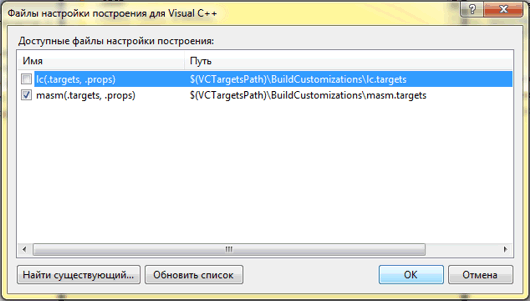 Файлы настройки построения для Visual C++
Доступные файлы настройки построения:
Имя Путь
lc(.targets, .props) $(VCTargetsPath)\BuildCustomizations\lc.targets
masm(.targets, .props) $(VCTargetsPath)\BuildCustomizations\masm.targets
Найти существующий... Обновить список ОК Отмена